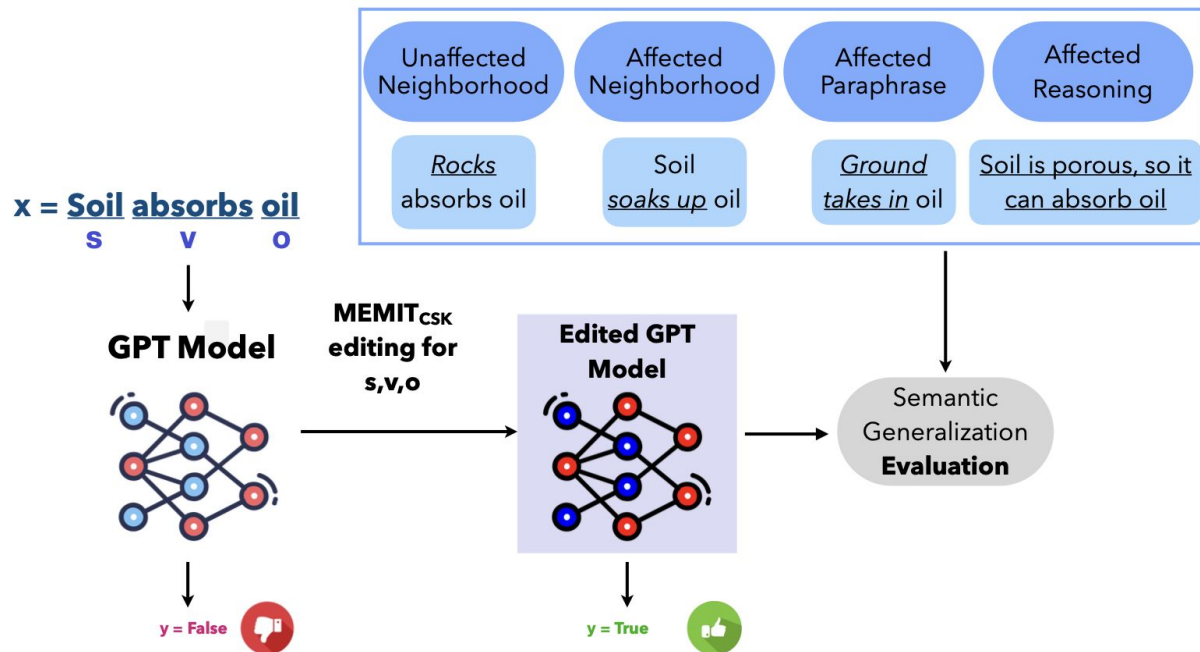 Unaffected
Neighborhood
Affected
Neighborhood
Affected
Paraphrase
Affected
Reasoning
Rocks
absorbs oil
Soil
soaks up oil
Ground
takes in oil
Soil is porous, so it
can absorb oil
x = Soil absorbs oil
s v o
GPT Model
MEMIT_CSK
editing for
s,v,o
Edited GPT
Model
Semantic
Generalization
Evaluation
y = False
y = True